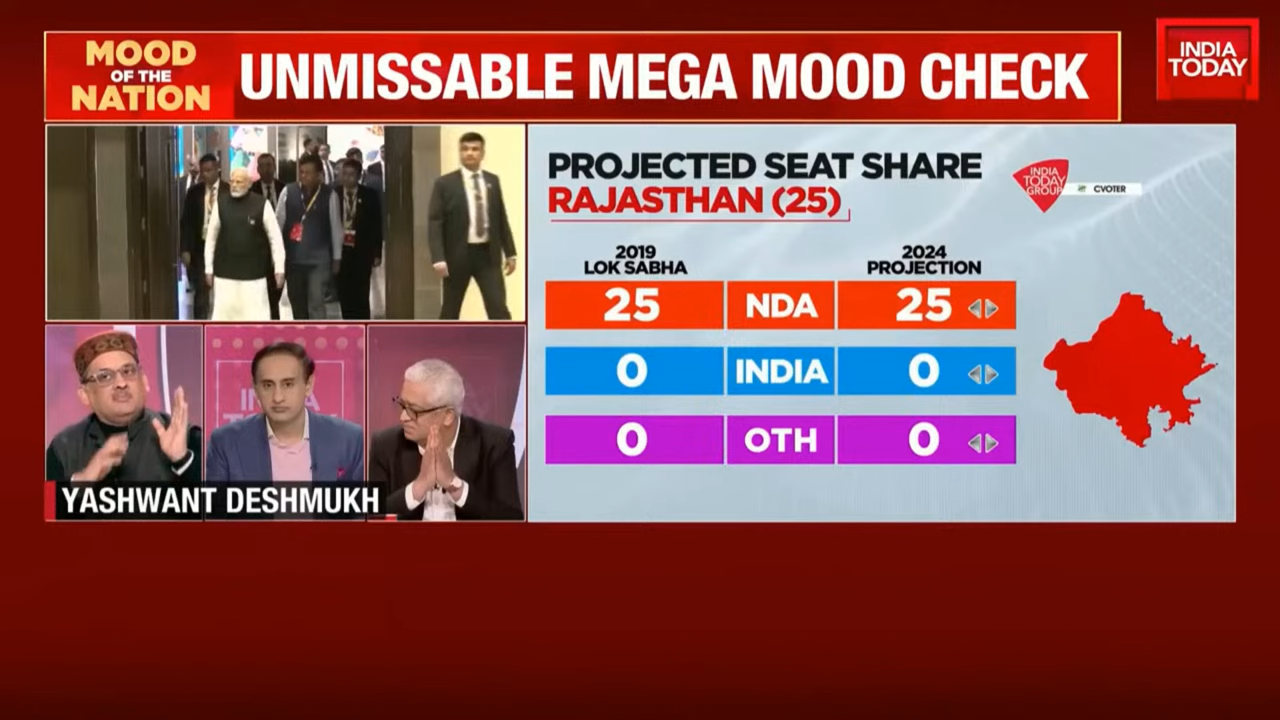 MOOD
OF THE
NATION
UNMISSABLE MEGA MOOD CHECK
INDIA
TODAY
PROJECTED SEAT SHARE
RAJASTHAN (25)
INDIA
TODAY
GROUP
CVOTER
2019
LOK SABHA
2024
PROJECTION
25 NDA 25
0 INDIA 0
0 OTH 0
YASHWANT DESHMUKH